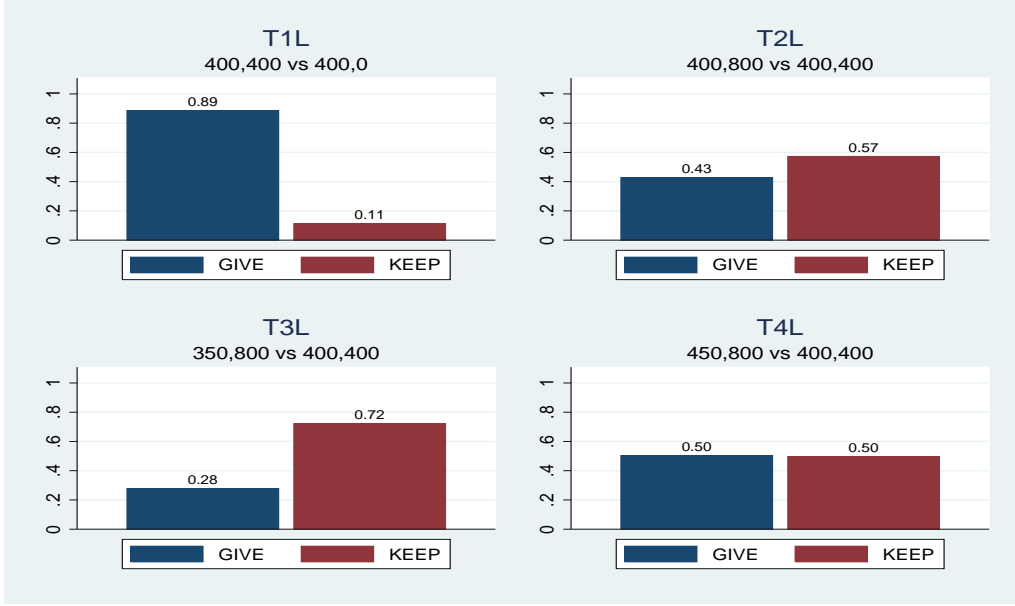 T1L
400,400 vs 400,0
0 .2 .4 .6 .8 1
0.89
0.11
GIVE KEEP
T2L
400,800 vs 400,400
0 .2 .4 .6 .8 1
0.43
0.57
GIVE KEEP
T3L
350,800 vs 400,400
0 .2 .4 .6 .8 1
0.28
0.72
GIVE KEEP
T4L
450,800 vs 400,400
0 .2 .4 .6 .8 1
0.50
0.50
GIVE KEEP